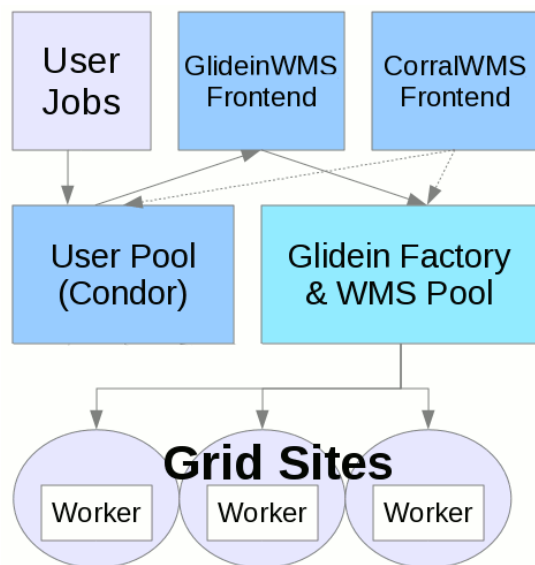 User
Jobs
GlideinWMS
Frontend
CorralWMS
Frontend
User Pool
(Condor)
Glidein Factory
& WMS Pool
Grid Sites
Worker
Worker
Worker